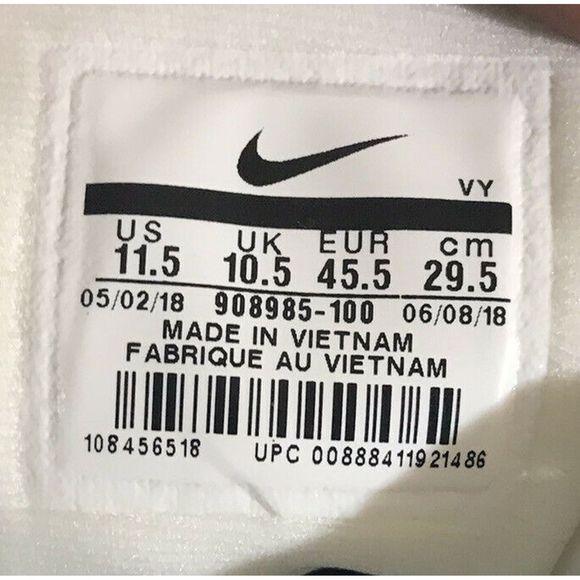 VY
US UK EUR cm
11.5 10.5 45.5 29.5
05/02/18 908985-100 06/08/18
MADE IN VIETNAM
FABRIQUE AU VIETNAM
108456518 UPC 00888411921486